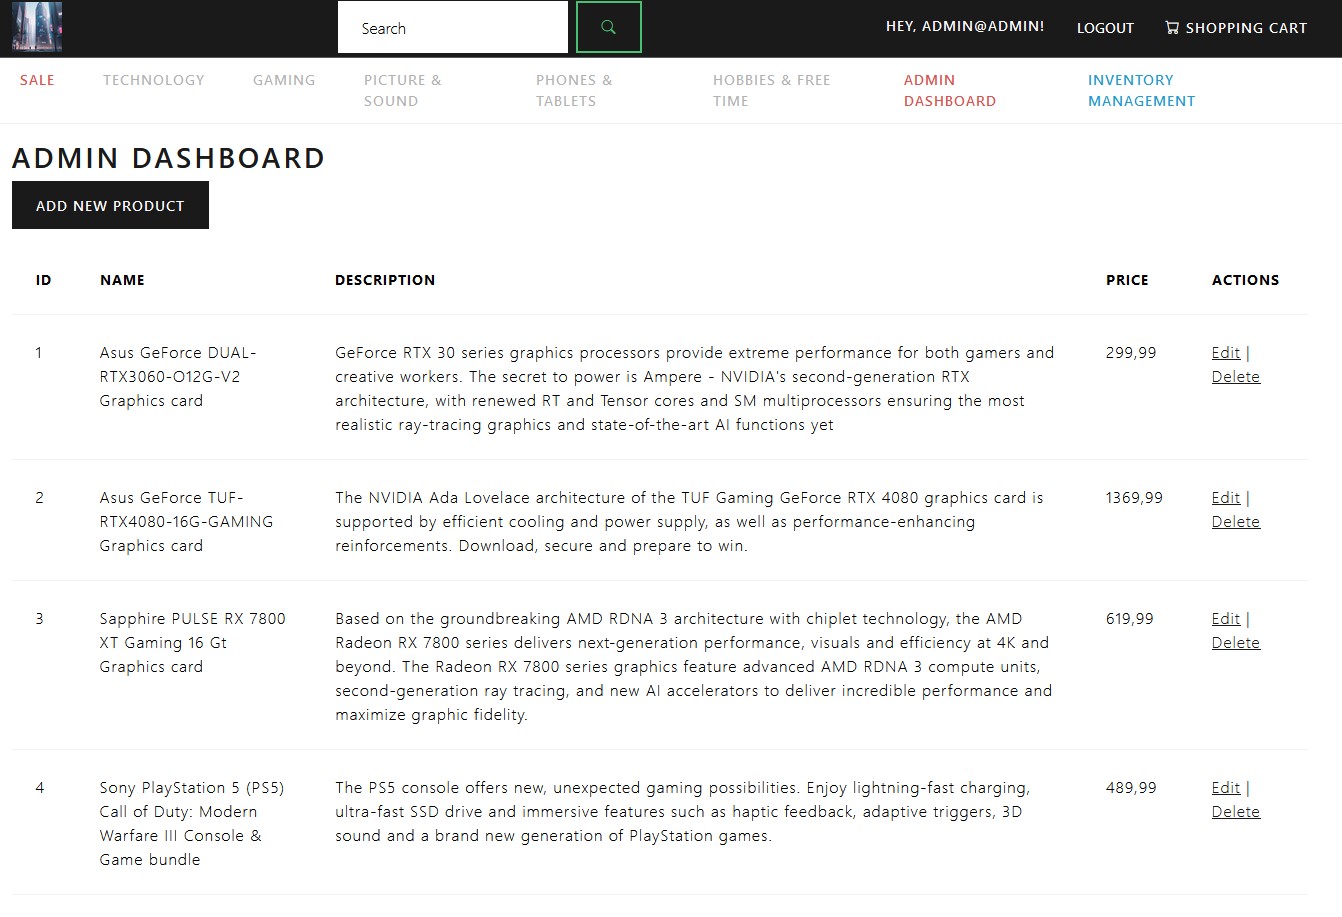 Search
HEY, ADMIN@ADMIN!
LOGOUT
SHOPPING CART
SALE
TECHNOLOGY
GAMING
PICTURE &
SOUND
PHONES &
TABLETS
HOBBIES & FREE
TIME
ADMIN
DASHBOARD
INVENTORY
MANAGEMENT
ADMIN DASHBOARD
ADD NEW PRODUCT
ID NAME DESCRIPTION PRICE ACTIONS
1
Asus GeForce DUAL-
RTX3060-O12G-V2
Graphics card
GeForce RTX 30 series graphics processors provide extreme performance for both gamers and
creative workers. The secret to power is Ampere - NVIDIA's second-generation RTX
architecture, with renewed RT and Tensor cores and SM multiprocessors ensuring the most
realistic ray-tracing graphics and state-of-the-art AI functions yet
299,99
Edit |
Delete
2
Asus GeForce TUF-
RTX4080-16G-GAMING
Graphics card
The NVIDIA Ada Lovelace architecture of the TUF Gaming GeForce RTX 4080 graphics card is
supported by efficient cooling and power supply, as well as performance-enhancing
reinforcements. Download, secure and prepare to win.
1369,99
Edit |
Delete
3
Sapphire PULSE RX 7800
XT Gaming 16 Gt
Graphics card
Based on the groundbreaking AMD RDNA 3 architecture with chiplet technology, the AMD
Radeon RX 7800 series delivers next-generation performance, visuals and efficiency at 4K and
beyond. The Radeon RX 7800 series graphics feature advanced AMD RDNA 3 compute units,
second-generation ray tracing, and new AI accelerators to deliver incredible performance and
maximize graphic fidelity.
619,99
Edit |
Delete
4
Sony PlayStation 5 (PS5)
Call of Duty: Modern
Warfare III Console &
Game bundle
The PS5 console offers new, unexpected gaming possibilities. Enjoy lightning-fast charging,
ultra-fast SSD drive and immersive features such as haptic feedback, adaptive triggers, 3D
sound and a brand new generation of PlayStation games.
489,99
Edit |
Delete